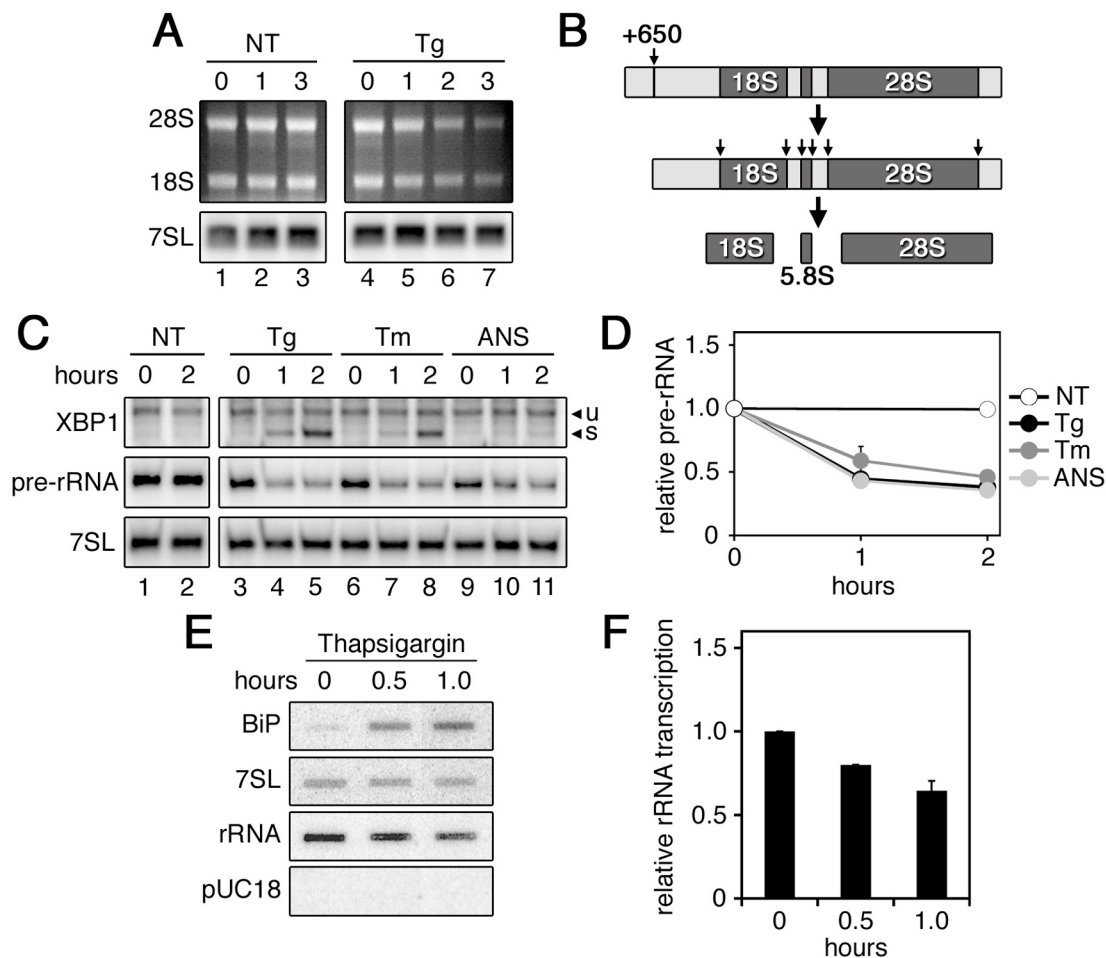 A
NT
Tg
0 1 3
0 1 2 3
28S
18S
7SL
1 2 3
4 5 6 7
B
+650
18S
28S
18S
28S
18S
28S
5.8S
C
NT
Tg
Tm
ANS
hours
0 2
0 1 2 0 1 2 0 1 2
XBP1
u
s
pre-rRNA
7SL
1 2
3 4 5 6 7 8 9 10 11
D
relative pre-rRNA
1.5
1.0
0.5
0
0 1 2
hours
NT
Tg
Tm
ANS
E
Thapsigargin
hours 0 0.5 1.0
BiP
7SL
rRNA
pUC18
F
relative rRNA transcription
1.5
1.0
0.5
0
0 0.5 1.0
hours